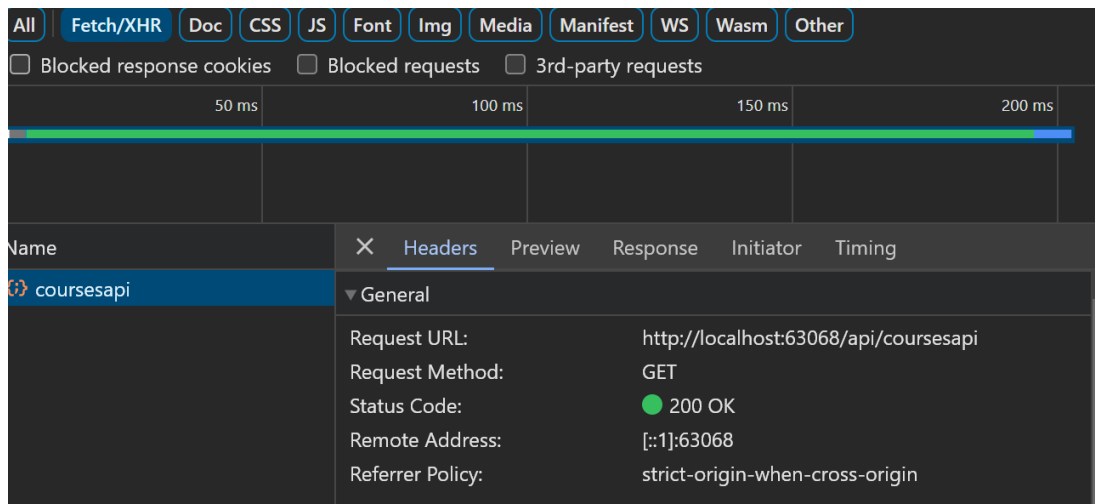 All Fetch/XHR Doc CSS JS Font Img Media Manifest WS Wasm Other
Blocked response cookies Blocked requests 3rd-party requests
50 ms 100 ms 150 ms 200 ms
Name
coursesapi
Headers Preview Response Initiator Timing
General
Request URL: http://localhost:63068/api/coursesapi
Request Method: GET
Status Code: 200 OK
Remote Address: [::1]:63068
Referrer Policy: strict-origin-when-cross-origin